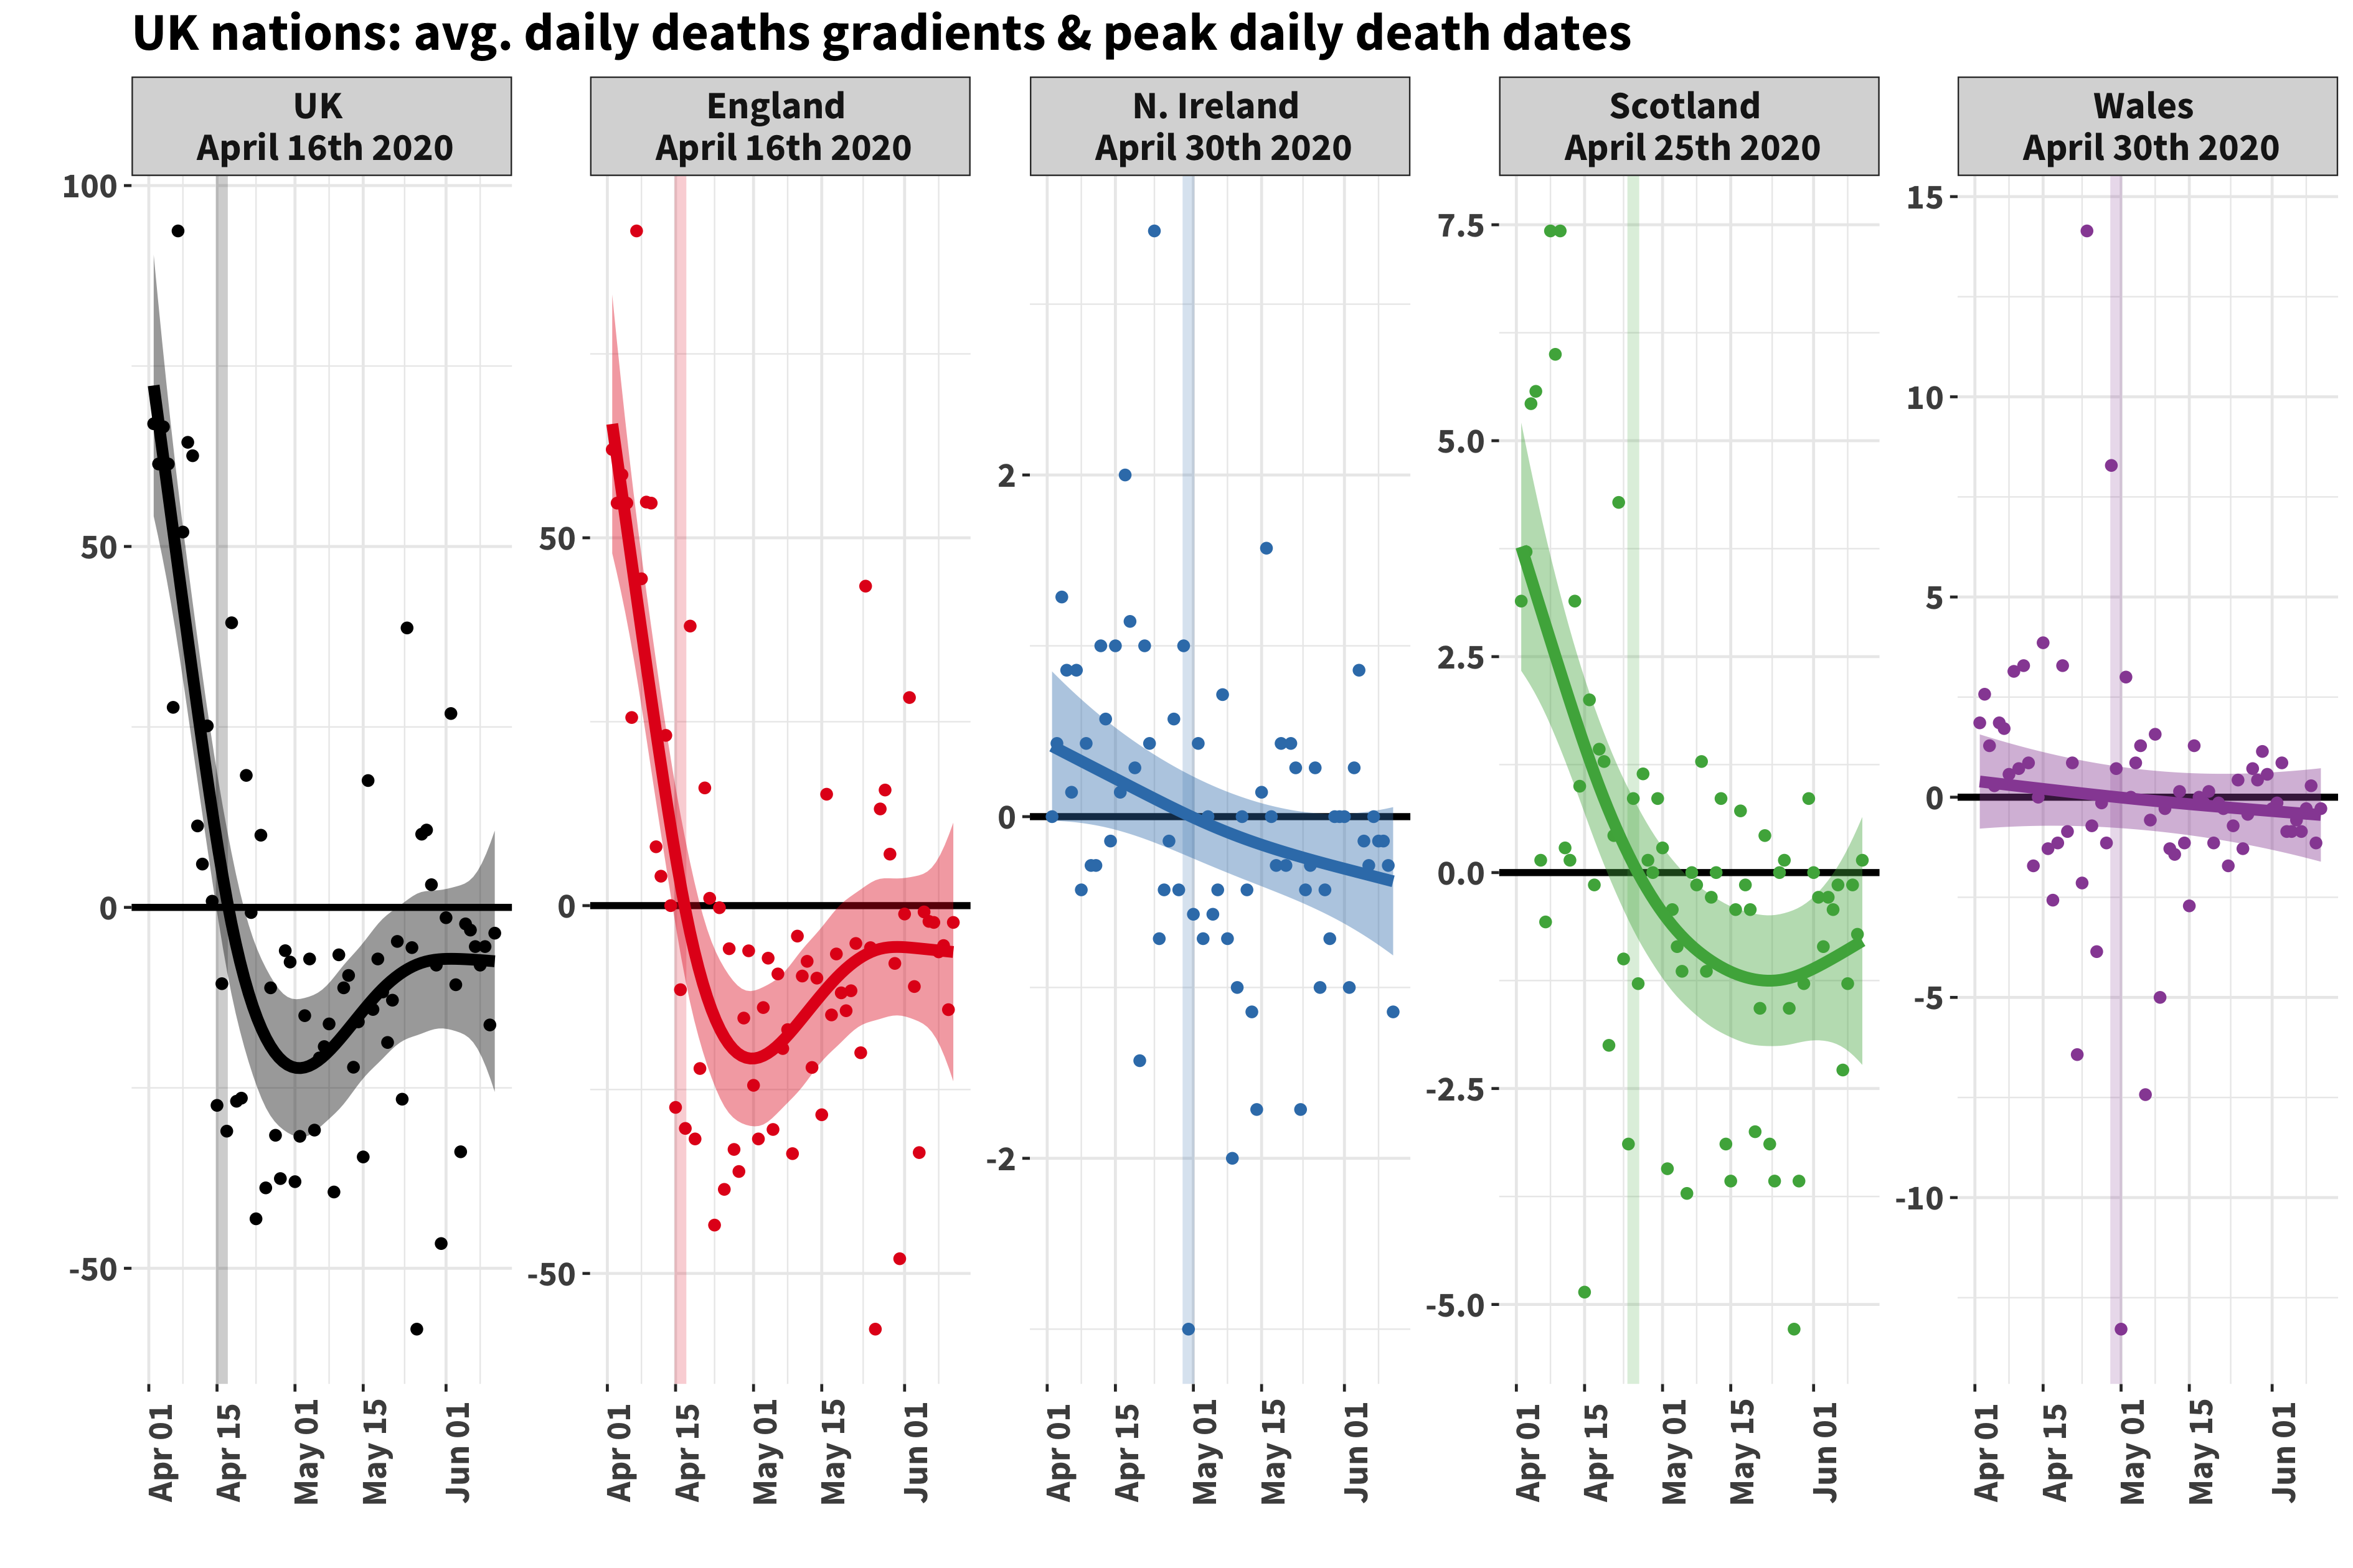 UK nations: avg. daily deaths gradients & peak daily death dates
UK
April 16th 2020
England
April 16th 2020
N. Ireland
April 30th 2020
Scotland
April 25th 2020
Wales
April 30th 2020
100
50
0
-50
50
0
-50
2
0
-2
7.5
5.0
2.5
0.0
-2.5
-5.0
15
10
5
0
-5
-10
Apr 01
Apr 15
May 01
May 15
Jun 01
Apr 01
Apr 15
May 01
May 15
Jun 01
Apr 01
Apr 15
May 01
May 15
Jun 01
Apr 01
Apr 15
May 01
May 15
Jun 01
Apr 01
Apr 15
May 01
May 15
Jun 01